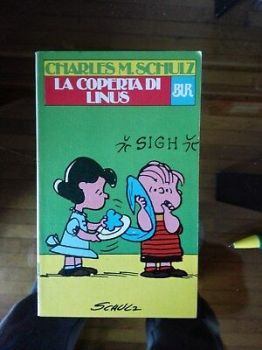 CHARLES M. SCHULZ
LA COPERTA DI
LINUS
BUR
SIGH
SCHULZ